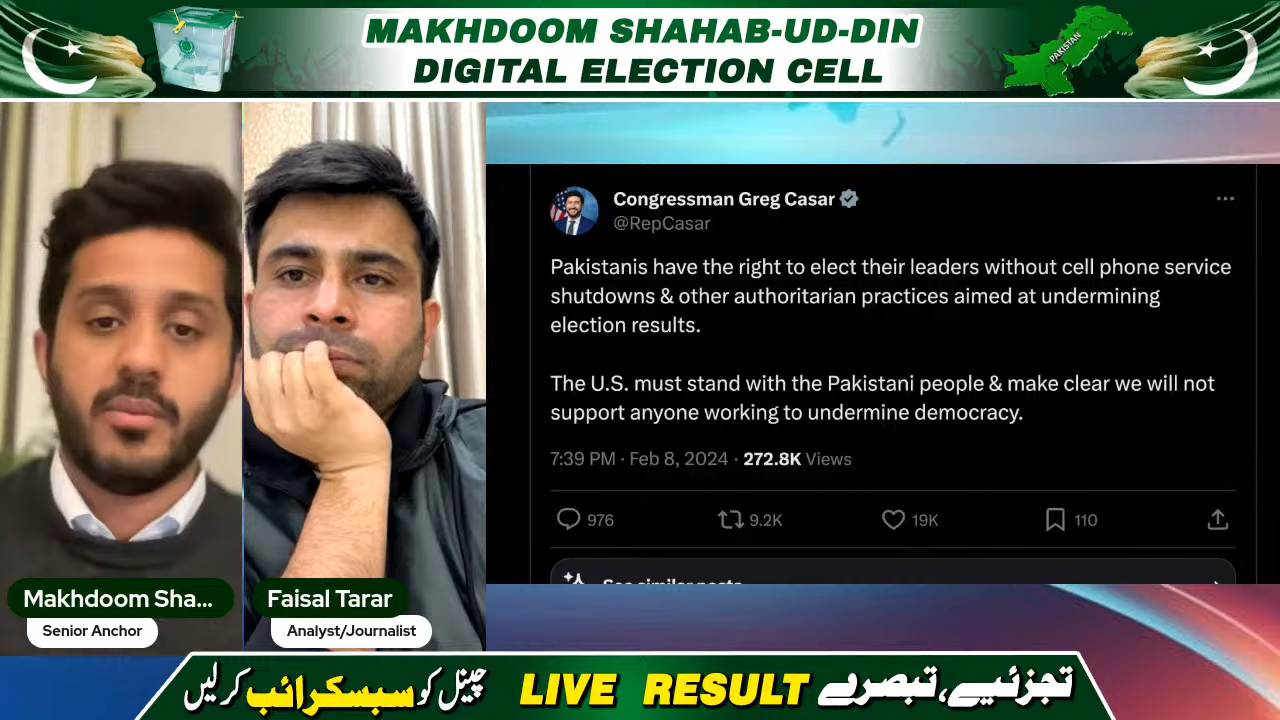 MAKHDOOM SHAHAB-UD-DIN
DIGITAL ELECTION CELL
PAKISTAN
Congressman Greg Casar
@RepCasar
Pakistanis have the right to elect their leaders without cell phone service
shutdowns & other authoritarian practices aimed at undermining
election results.
The U.S. must stand with the Pakistani people & make clear we will not
support anyone working to undermine democracy.
7:39 PM · Feb 8, 2024 · 272.8K Views
976 9.2K 19K 110
See similar posts
Makhdoom Sha...
Senior Anchor
Faisal Tarar
Analyst/Journalist
چینل کو سبسکرائب کرلیں
LIVE RESULT تجزئیے، تبصرے